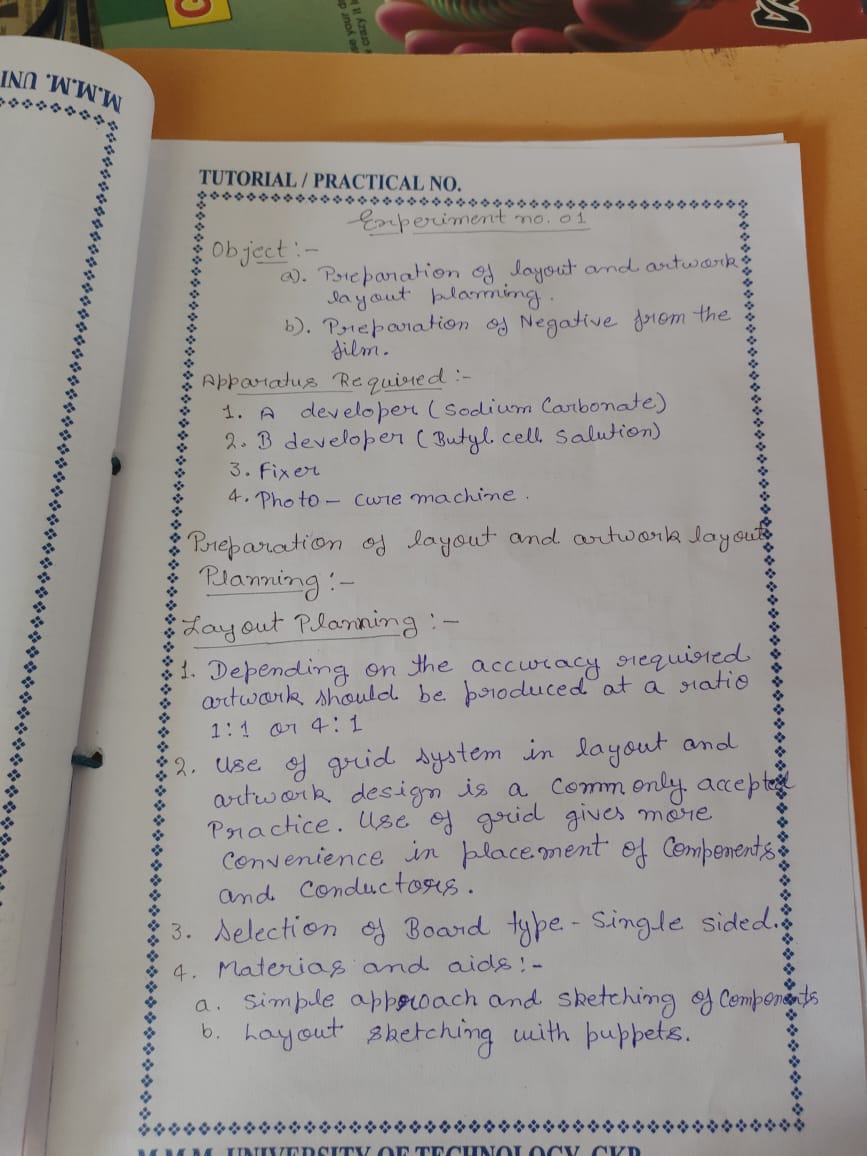 M.M.M. UNI
TUTORIAL / PRACTICAL NO.
Experiment no. 01
Object :-
a). Preparation of layout and artwork
layout planning.
b). Preparation of Negative from the
film.
Apparatus Required :-
1. A developer (Sodium Carbonate)
2. B developer (Butyl cell Salution)
3. Fixer
4. Photo - cure machine.
Preparation of layout and artwork layout
Planning :-
Layout Planning :-
1. Depending on the accuracy required
artwork should be produced at a ratio
1:1 or 4:1
2. Use of grid system in layout and
artwork design is a commonly accepted
Practice. Use of grid gives more
convenience in placement of Components
and Conductors.
3. Selection of Board type - Single sided.
4. Materias and aids :-
a. Simple approach and sketching of Components
b. Layout sketching with puppets.
M.M.M. UNIVERSITY OF TECHNOLOGY, GKP